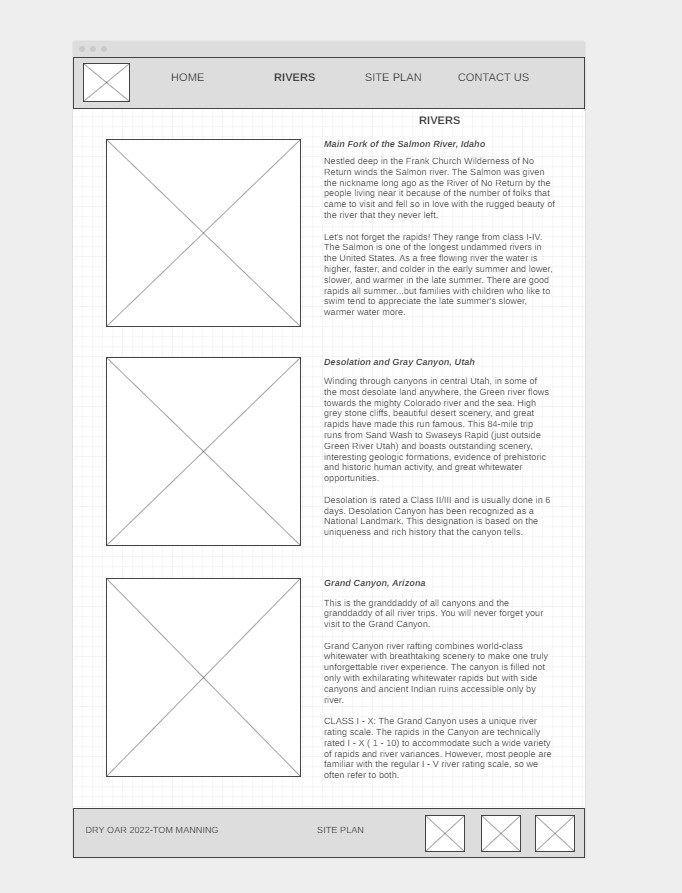 HOME RIVERS SITE PLAN CONTACT US
RIVERS
Main Fork of the Salmon River, Idaho
Nestled deep in the Frank Church Wilderness of No
Return winds the Salmon river. The Salmon was given
the nickname long ago as the River of No Return by the
people living near it because of the number of folks that
came to visit and fell so in love with the rugged beauty of
the river that they never left.
Let's not forget the rapids! They range from class I-IV.
The Salmon is one of the longest undammed rivers in
the United States. As a free flowing river the water is
higher, faster, and colder in the early summer and lower,
slower, and warmer in the late summer. There are good
rapids all summer...but families with children who like to
swim tend to appreciate the late summer's slower,
warmer water more.
Desolation and Gray Canyon, Utah
Winding through canyons in central Utah, in some of
the most desolate land anywhere, the Green river flows
towards the mighty Colorado river and the sea. High
grey stone cliffs, beautiful desert scenery, and great
rapids have made this run famous. This 84-mile trip
runs from Sand Wash to Swaseys Rapid (just outside
Green River Utah) and boasts outstanding scenery,
interesting geologic formations, evidence of prehistoric
and historic human activity, and great whitewater
opportunities.
Desolation is rated a Class II/III and is usually done in 6
days. Desolation Canyon has been recognized as a
National Landmark. This designation is based on the
uniqueness and rich history that the canyon tells.
Grand Canyon, Arizona
This is the granddaddy of all canyons and the
granddaddy of all river trips. You will never forget your
visit to the Grand Canyon.
Grand Canyon river rafting combines world-class
whitewater with breathtaking scenery to make one truly
unforgettable river experience. The canyon is filled not
only with exhilarating whitewater rapids but with side
canyons and ancient Indian ruins accessible only by
river.
CLASS I - X: The Grand Canyon uses a unique river
rating scale. The rapids in the Canyon are technically
rated I - X ( 1 - 10) to accommodate such a wide variety
of rapids and river variances. However, most people are
familiar with the regular I - V river rating scale, so we
often refer to both.
DRY OAR 2022-TOM MANNING SITE PLAN